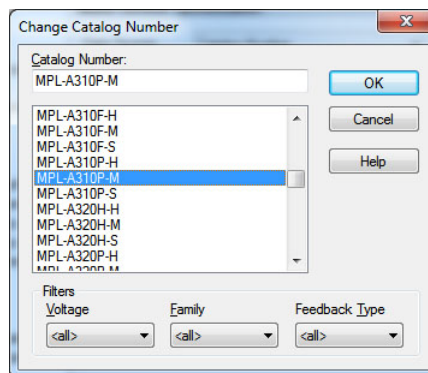 Change Catalog Number
Catalog Number:
MPL-A310P-M
OK
MPL-A310F-H
MPL-A310F-M
MPL-A310F-S
MPL-A310P-H
MPL-A310P-M
MPL-A310P-S
MPL-A320H-H
MPL-A320H-M
MPL-A320H-S
MPL-A320P-H
MPL-A320P-M
Cancel
Help
Filters
Voltage Family Feedback Type
<all> <all> <all>